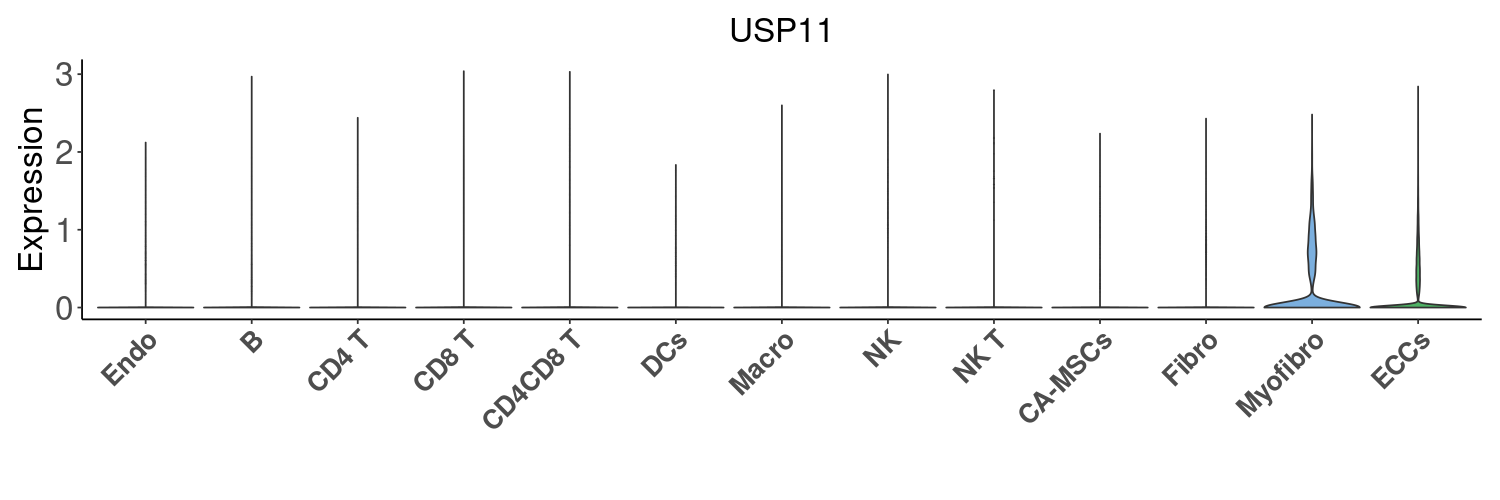 USP11
Expression
3
2
1
0
Endo
B
CD4 T
CD8 T
CD4CD8 T
DCs
Macro
NK
NK T
CA-MSCs
Fibro
Myofibro
ECCs